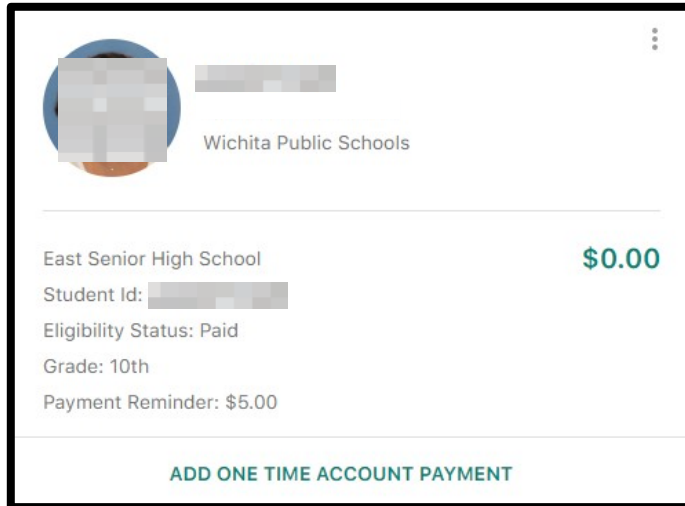 Wichita Public Schools
East Senior High School
$0.00
Student Id:
Eligibility Status: Paid
Grade: 10th
Payment Reminder: $5.00
ADD ONE TIME ACCOUNT PAYMENT